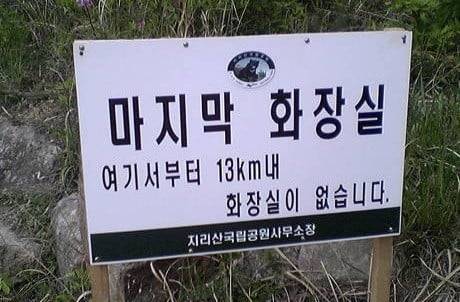 마지막 화장실
여기서부터 13km내
화장실이 없습니다.
지리산국립공원사무소장